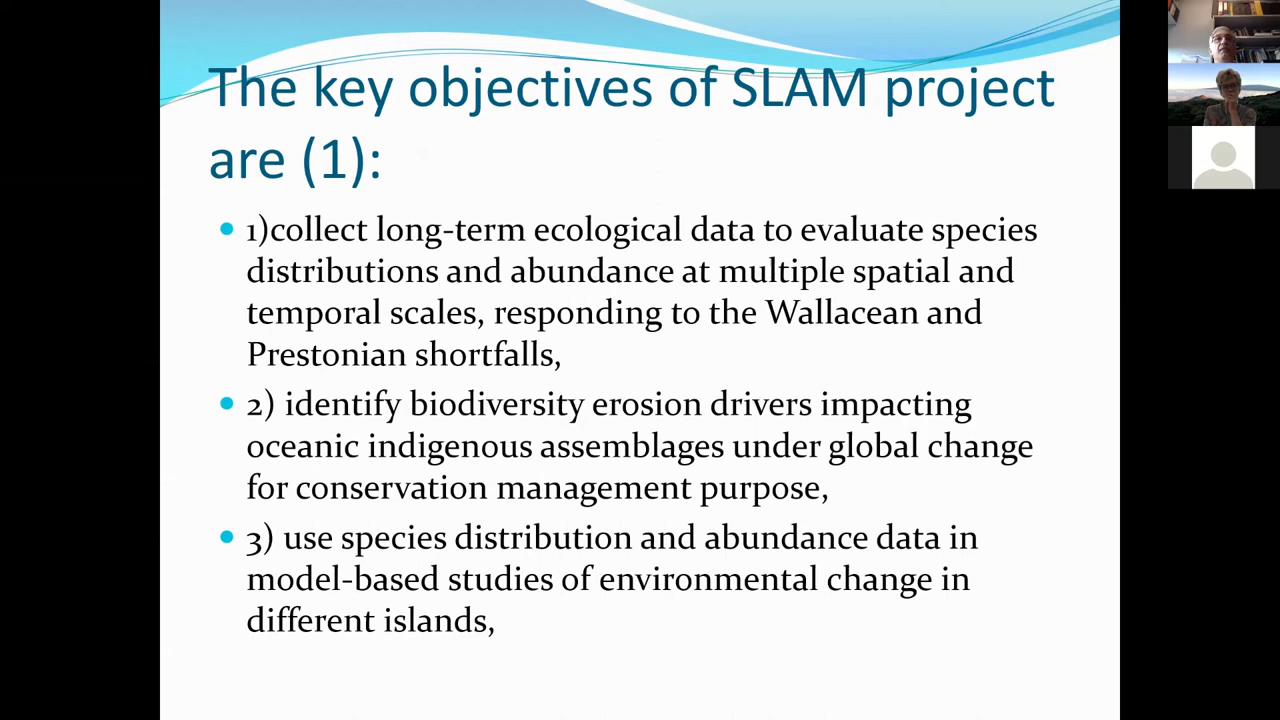 The key objectives of SLAM project
are (1):
1)collect long-term ecological data to evaluate species
distributions and abundance at multiple spatial and
temporal scales, responding to the Wallacean and
Prestonian shortfalls,
2) identify biodiversity erosion drivers impacting
oceanic indigenous assemblages under global change
for conservation management purpose,
3) use species distribution and abundance data in
model-based studies of environmental change in
different islands,